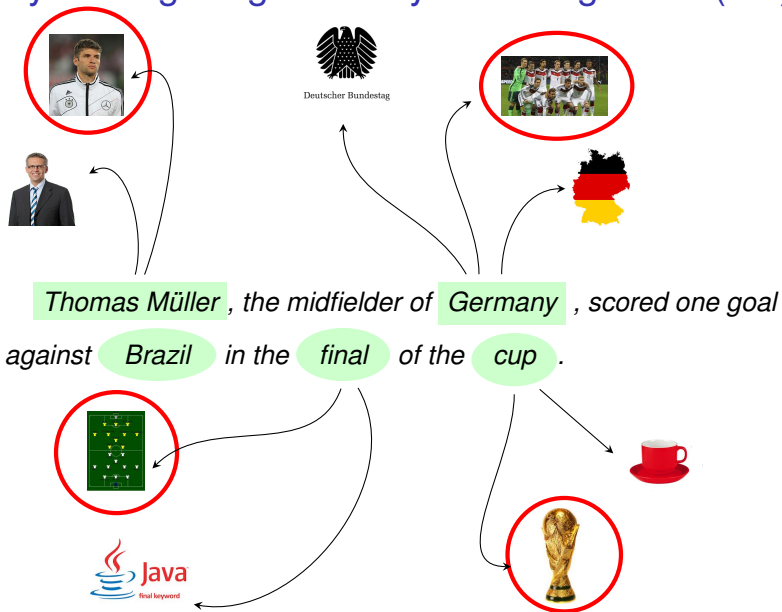 Deutscher Bundestag
Thomas Müller , the midfielder of Germany , scored one goal
against Brazil in the final of the cup .
Java
final keyword